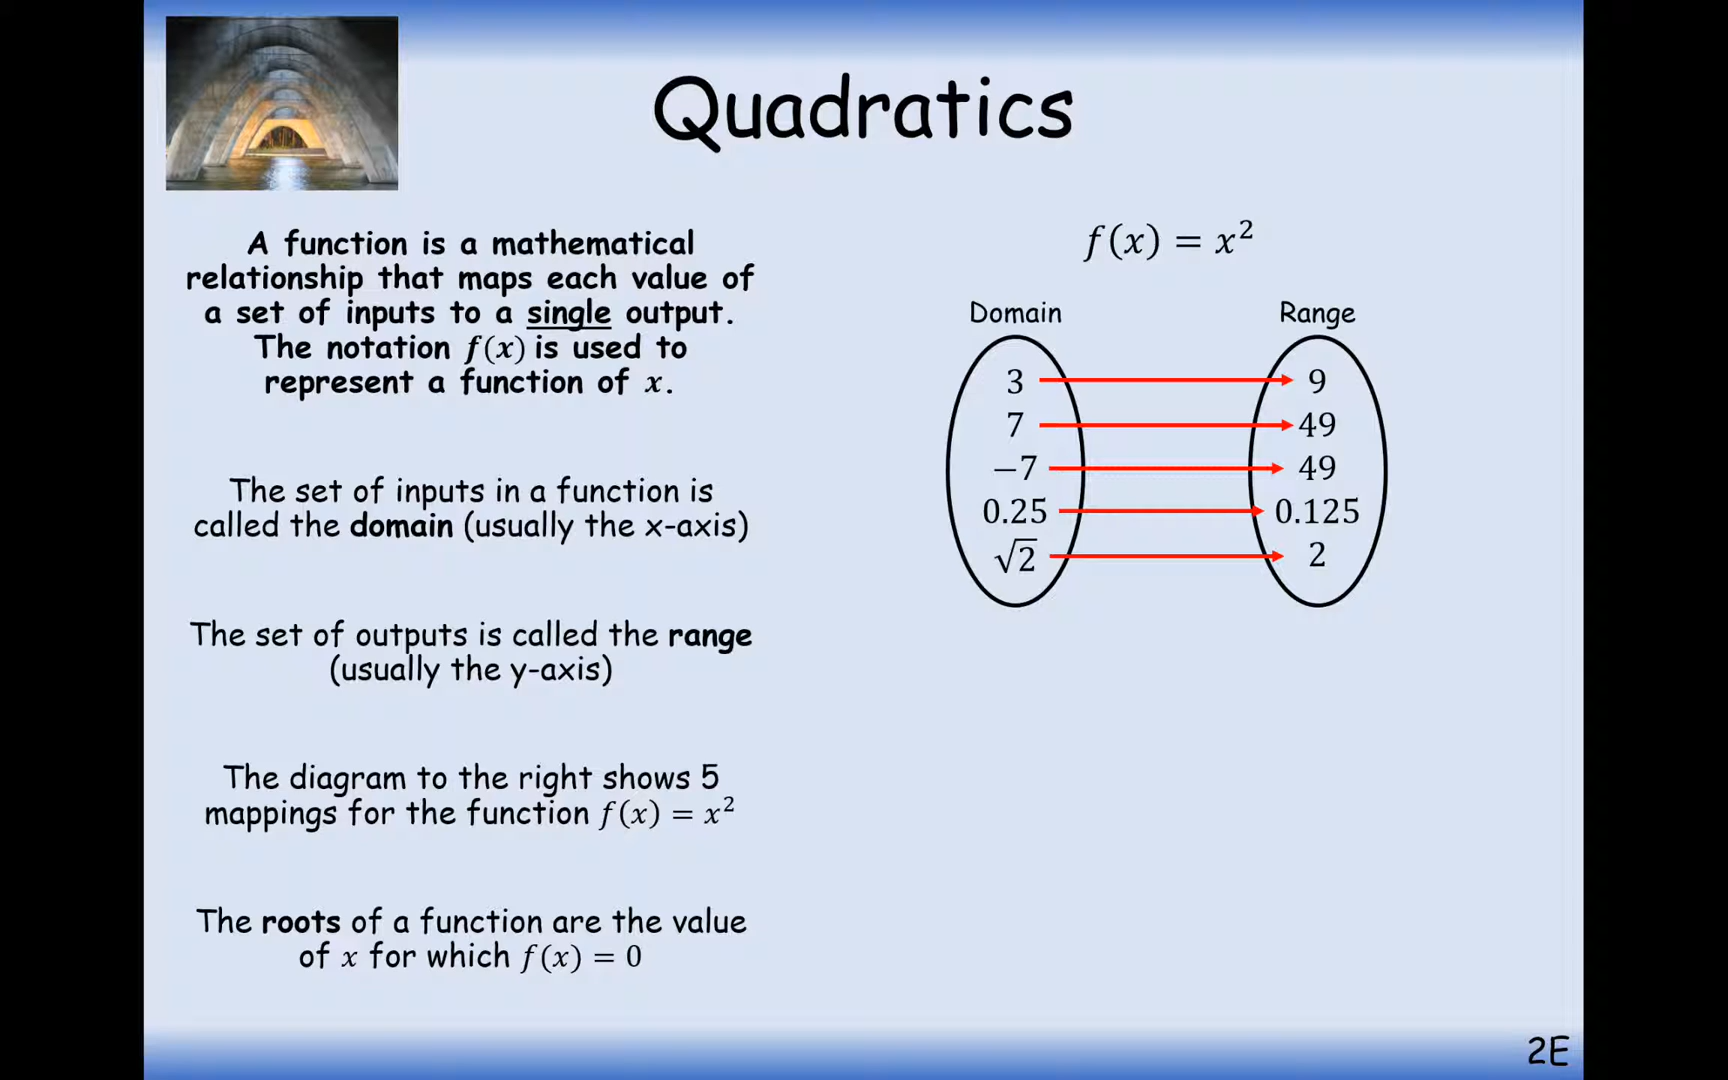 Quadratics
A function is a mathematical
relationship that maps each value of
a set of inputs to a single output.
The notation f(x) is used to
represent a function of x.
The set of inputs in a function is
called the domain (usually the x-axis)
The set of outputs is called the range
(usually the y-axis)
The diagram to the right shows 5
mappings for the function f(x) = x²
The roots of a function are the value
of x for which f(x) = 0
f(x) = x²
Domain Range
3 9
7 49
−7 49
0.25 0.125
√2 2
2E